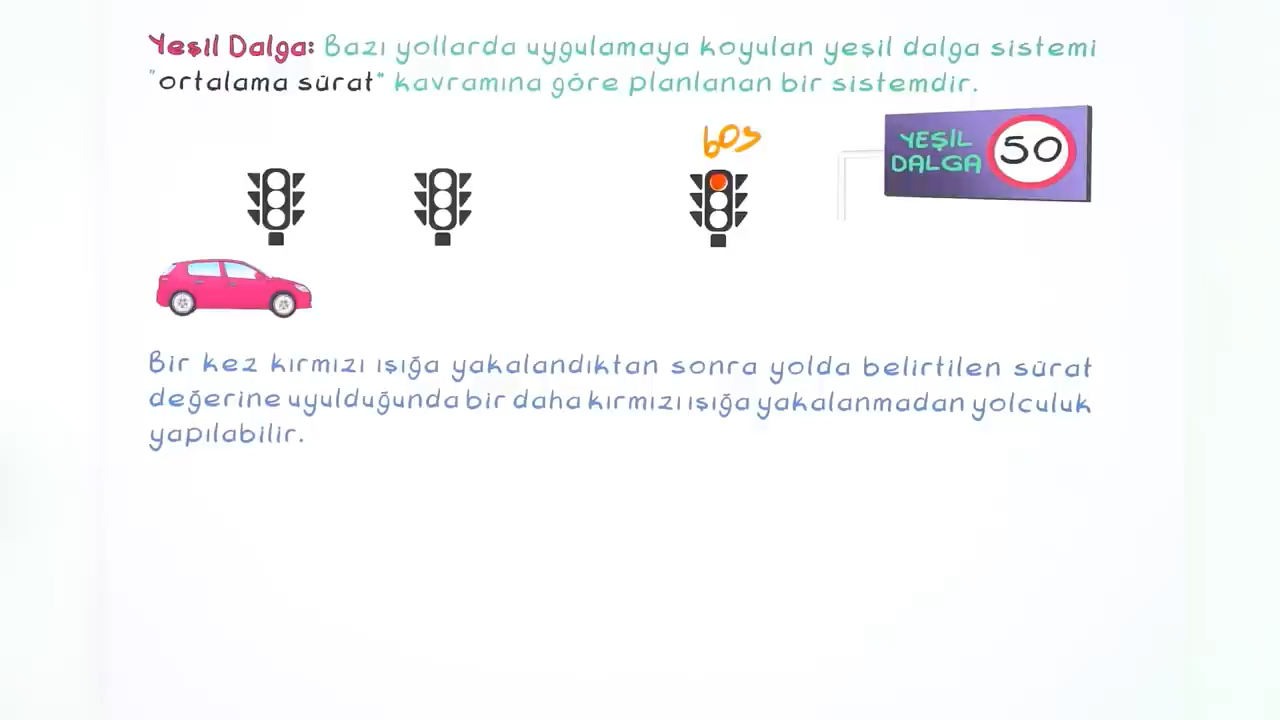 Yeşil Dalga: Bazı yollarda uygulamaya koyulan yeşil dalga sistemi
"ortalama sürat" kavramına göre planlanan bir sistemdir.
60s
YEŞİL
DALGA
50
Bir kez kırmızı ışığa yakalandıktan sonra yolda belirtilen sürat
değerine uyulduğunda bir daha kırmızı ışığa yakalanmadan yolculuk
yapılabilir.